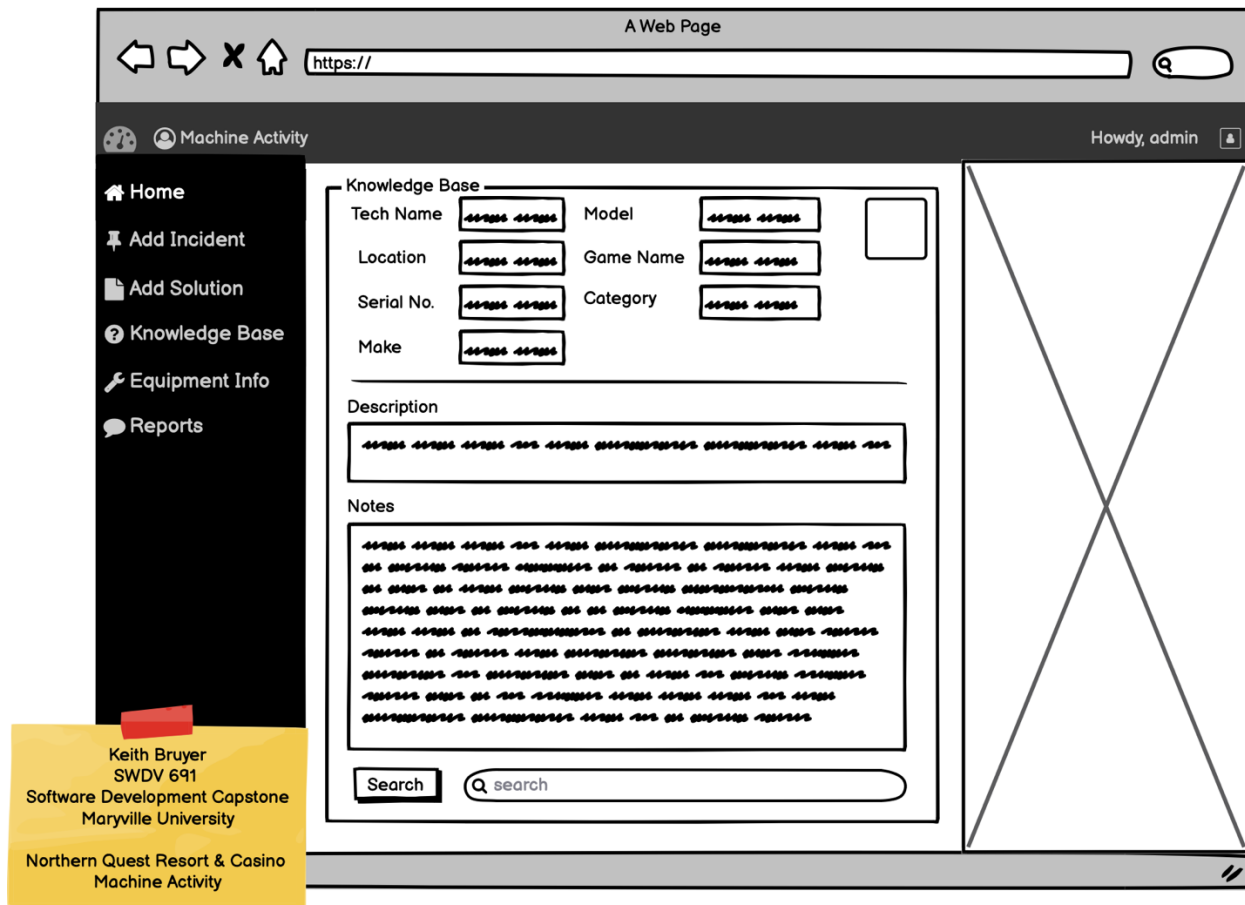 A Web Page
https://
Machine Activity
Howdy, admin
Home
Add Incident
Add Solution
Knowledge Base
Equipment Info
Reports
Knowledge Base
Tech Name
Model
Location
Game Name
Serial No.
Category
Make
Description
Notes
Search
search
Keith Bruyer
SWDV 691
Software Development Capstone
Maryville University
Northern Quest Resort & Casino
Machine Activity